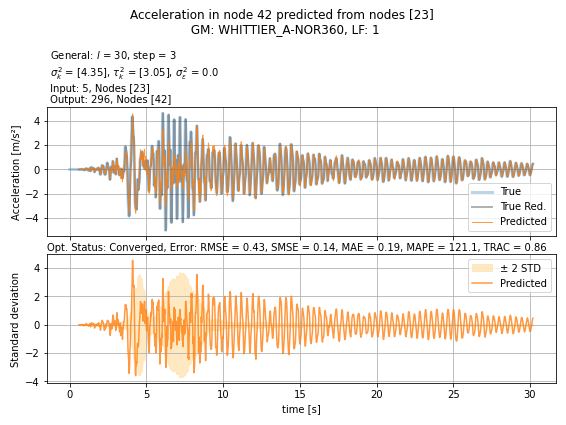 Acceleration in node 42 predicted from nodes [23]
GM: WHITTIER_A-NOR360, LF: 1
General: l = 30, step = 3
σ²ₖ = [4.35], τ²ₖ = [3.05], σ²ε = 0.0
Input: 5, Nodes [23]
Output: 296, Nodes [42]
Acceleration [m/s²]
4
2
0
−2
−4
True
True Red.
Predicted
Opt. Status: Converged, Error: RMSE = 0.43, SMSE = 0.14, MAE = 0.19, MAPE = 121.1, TRAC = 0.86
Standard deviation
4
2
0
−2
−4
± 2 STD
Predicted
0 5 10 15 20 25 30
time [s]